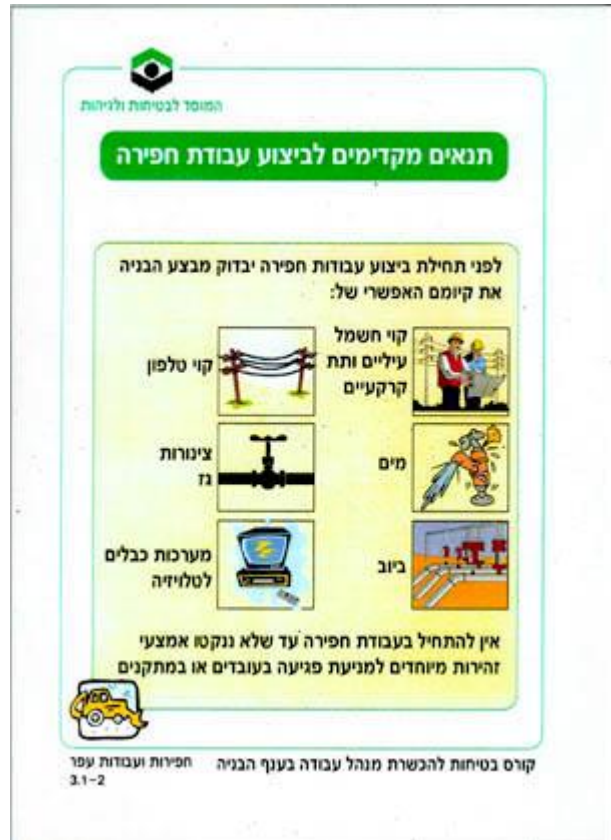 המוסד לבטיחות ולגיהות
תנאים מקדימים לביצוע עבודת חפירה
לפני תחילת ביצוע עבודות חפירה יבדוק מבצע הבניה
את קיומם האפשרי של:
קוי חשמל
עיליים ותת
קרקעיים
קוי טלפון
מים
צינורות
גז
ביוב
מערכות כבלים
לטלויזיה
אין להתחיל בעבודת חפירה עד שלא ננקטו אמצעי
זהירות מיוחדים למניעת פגיעה בעובדים או במתקנים
קורס בטיחות להכשרת מנהל עבודה בענף הבניה
חפירות ועבודות עפר
3.1-2